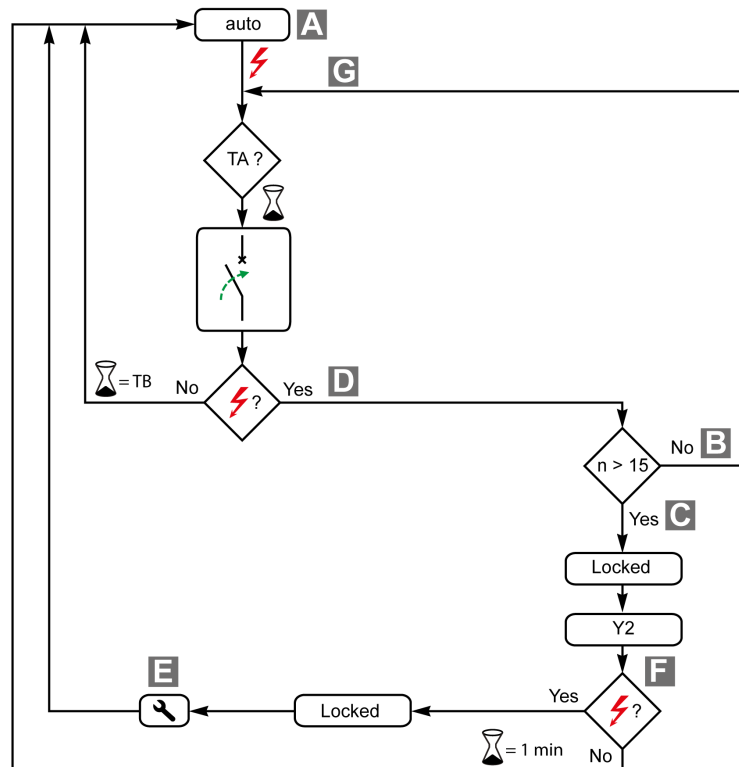 auto A
G
TA ?
= TB
No
? Yes D
n > 15
No B
Yes C
Locked
Y2
E
F
Locked
Yes
?
= 1 min
No